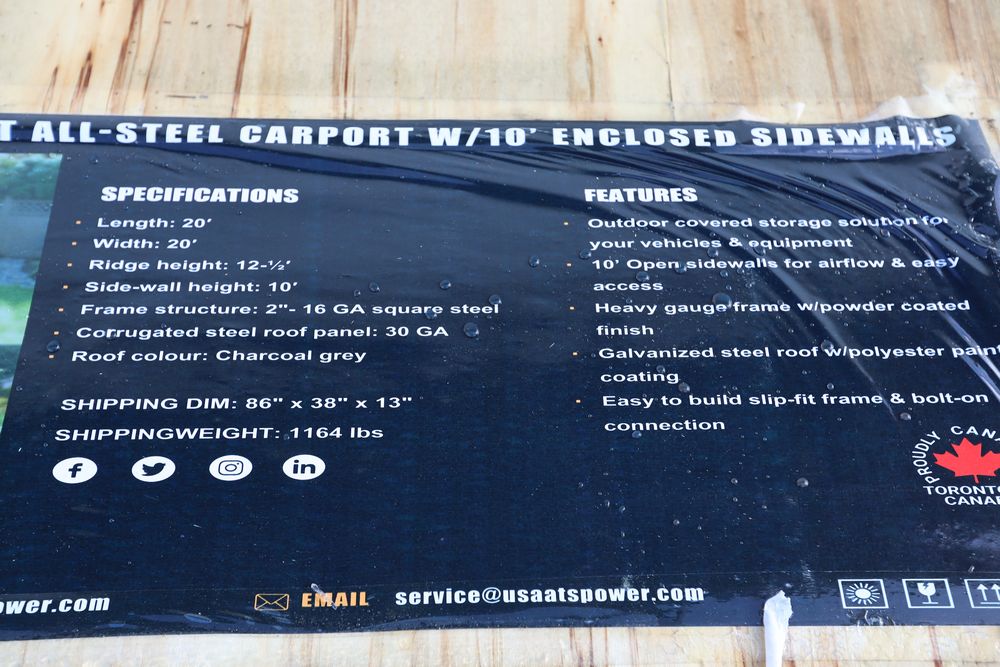 T ALL-STEEL CARPORT W/10' ENCLOSED SIDEWALLS
SPECIFICATIONS
Length: 20'
Width: 20'
Ridge height: 12-½'
Side-wall height: 10'
Frame structure: 2"- 16 GA square steel
Corrugated steel roof panel: 30 GA
Roof colour: Charcoal grey
SHIPPING DIM: 86" x 38" x 13"
SHIPPINGWEIGHT: 1164 lbs
FEATURES
Outdoor covered storage solution for
your vehicles & equipment
10' Open sidewalls for airflow & easy
access
Heavy gauge frame w/powder coated
finish
Galvanized steel roof w/polyester paint
coating
Easy to build slip-fit frame & bolt-on
connection
PROUDLY CAN
TORONTO
CANA
ower.com
EMAIL service@usaatspower.com